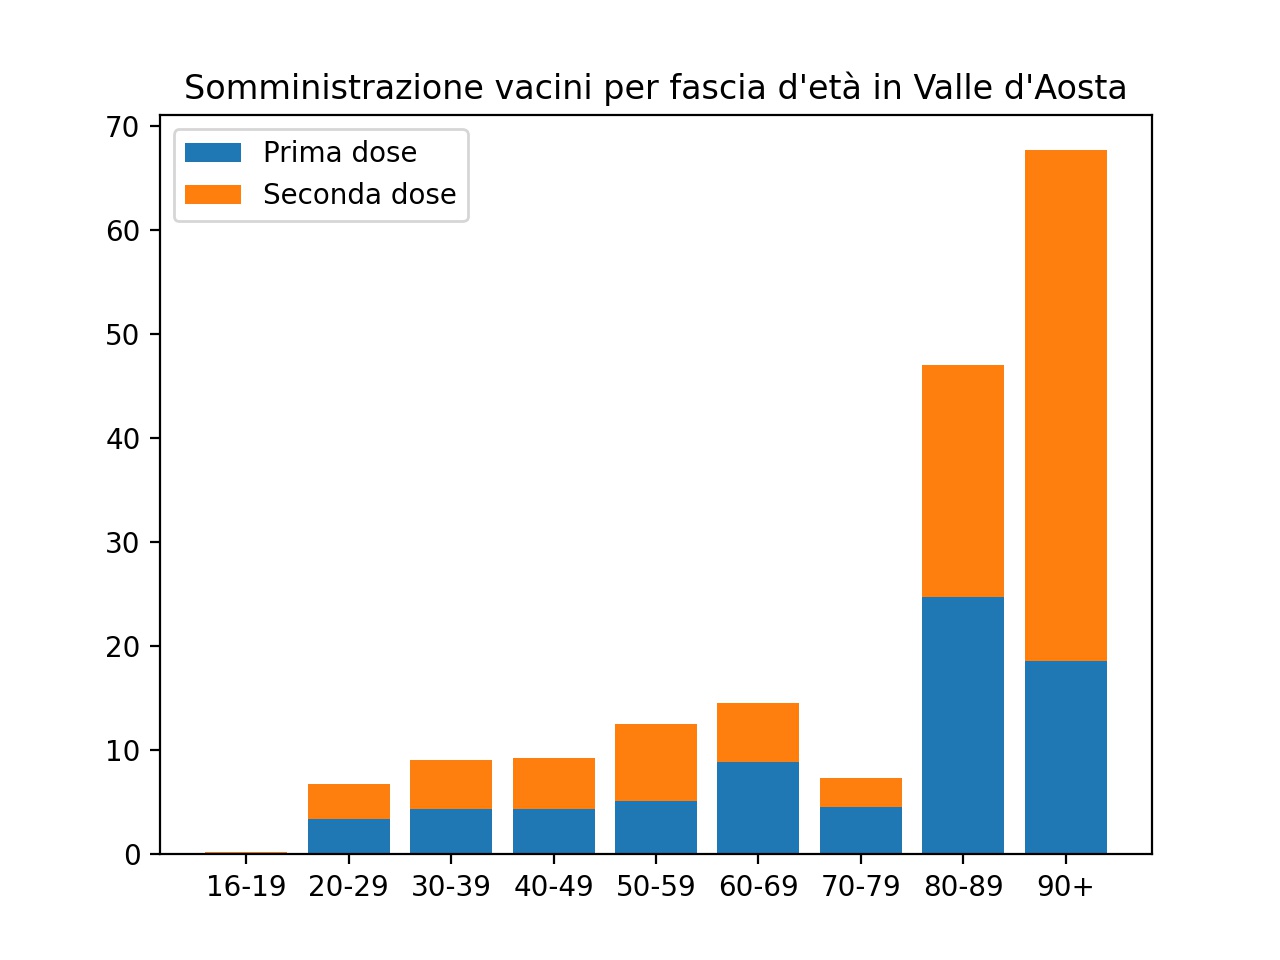 Somministrazione vacini per fascia d'età in Valle d'Aosta
70
60
50
40
30
20
10
0
Prima dose
Seconda dose
16-19 20-29 30-39 40-49 50-59 60-69 70-79 80-89 90+